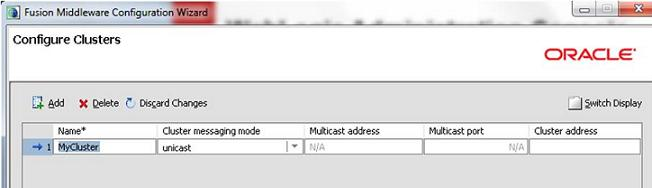 Fusion Middleware Configuration Wizard
Configure Clusters
ORACLE
Add Delete Discard Changes Switch Display
Name* Cluster messaging mode Multicast address Multicast port Cluster address
1 MyCluster unicast N/A N/A